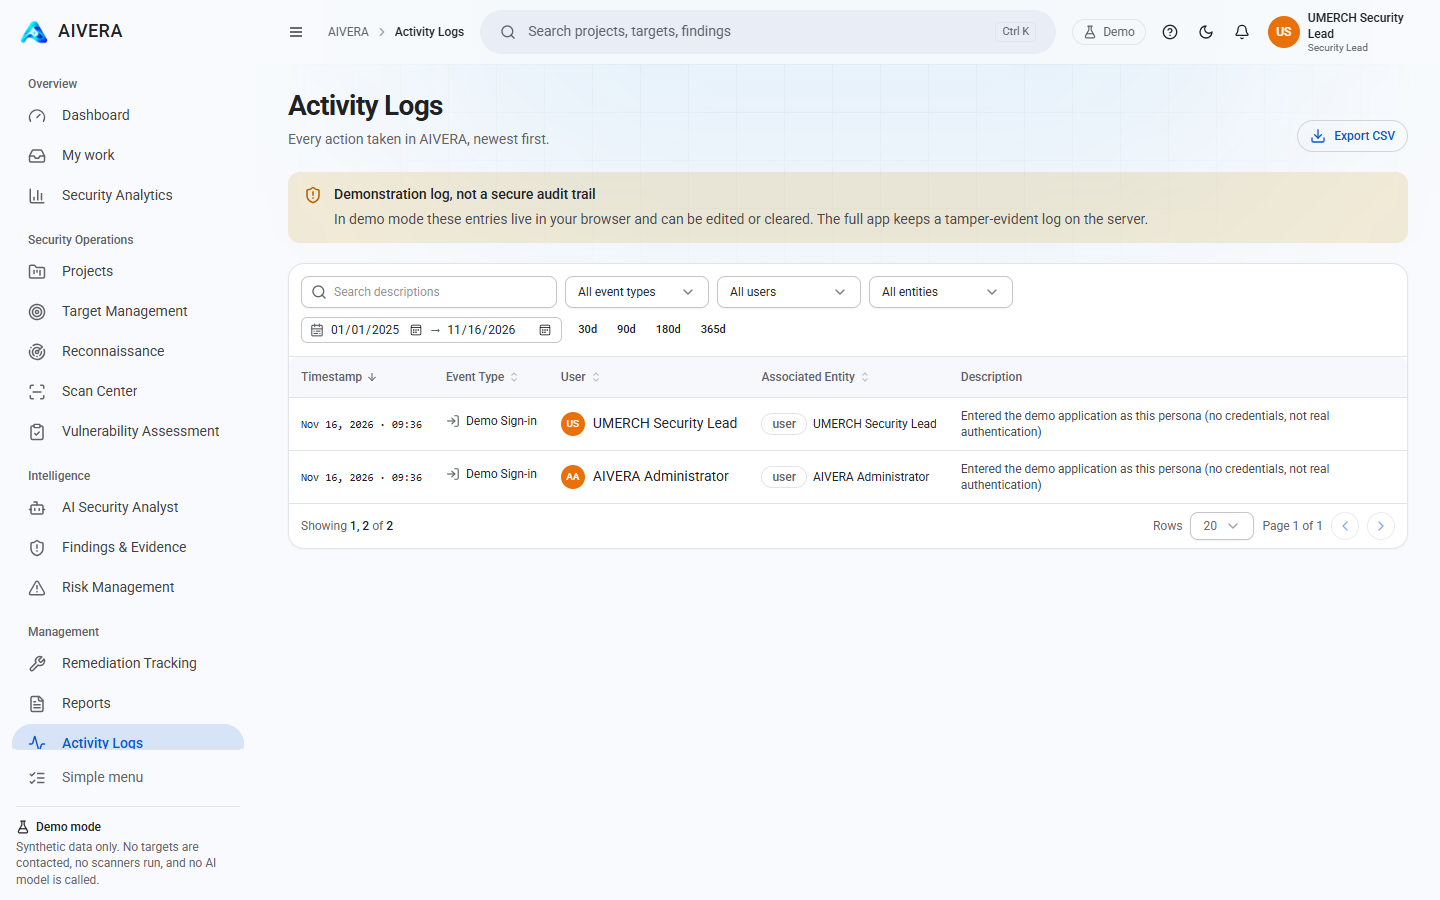 AIVERA
AIVERA > Activity Logs
Search projects, targets, findings
Ctrl K
Demo
US
UMERCH Security Lead
Security Lead
Overview
Dashboard
My work
Security Analytics
Security Operations
Projects
Target Management
Reconnaissance
Scan Center
Vulnerability Assessment
Intelligence
AI Security Analyst
Findings & Evidence
Risk Management
Management
Remediation Tracking
Reports
Activity Logs
Simple menu
Demo mode
Synthetic data only. No targets are
contacted, no scanners run, and no AI
model is called.
Activity Logs
Every action taken in AIVERA, newest first.
Export CSV
Demonstration log, not a secure audit trail
In demo mode these entries live in your browser and can be edited or cleared. The full app keeps a tamper-evident log on the server.
Search descriptions
All event types
All users
All entities
01/01/2025 → 11/16/2026
30d 90d 180d 365d
Timestamp Event Type User Associated Entity Description
Nov 16, 2026 · 09:36 Demo Sign-in US UMERCH Security Lead user UMERCH Security Lead Entered the demo application as this persona (no credentials, not real
authentication)
Nov 16, 2026 · 09:36 Demo Sign-in AA AIVERA Administrator user AIVERA Administrator Entered the demo application as this persona (no credentials, not real
authentication)
Showing 1, 2 of 2
Rows 20 Page 1 of 1